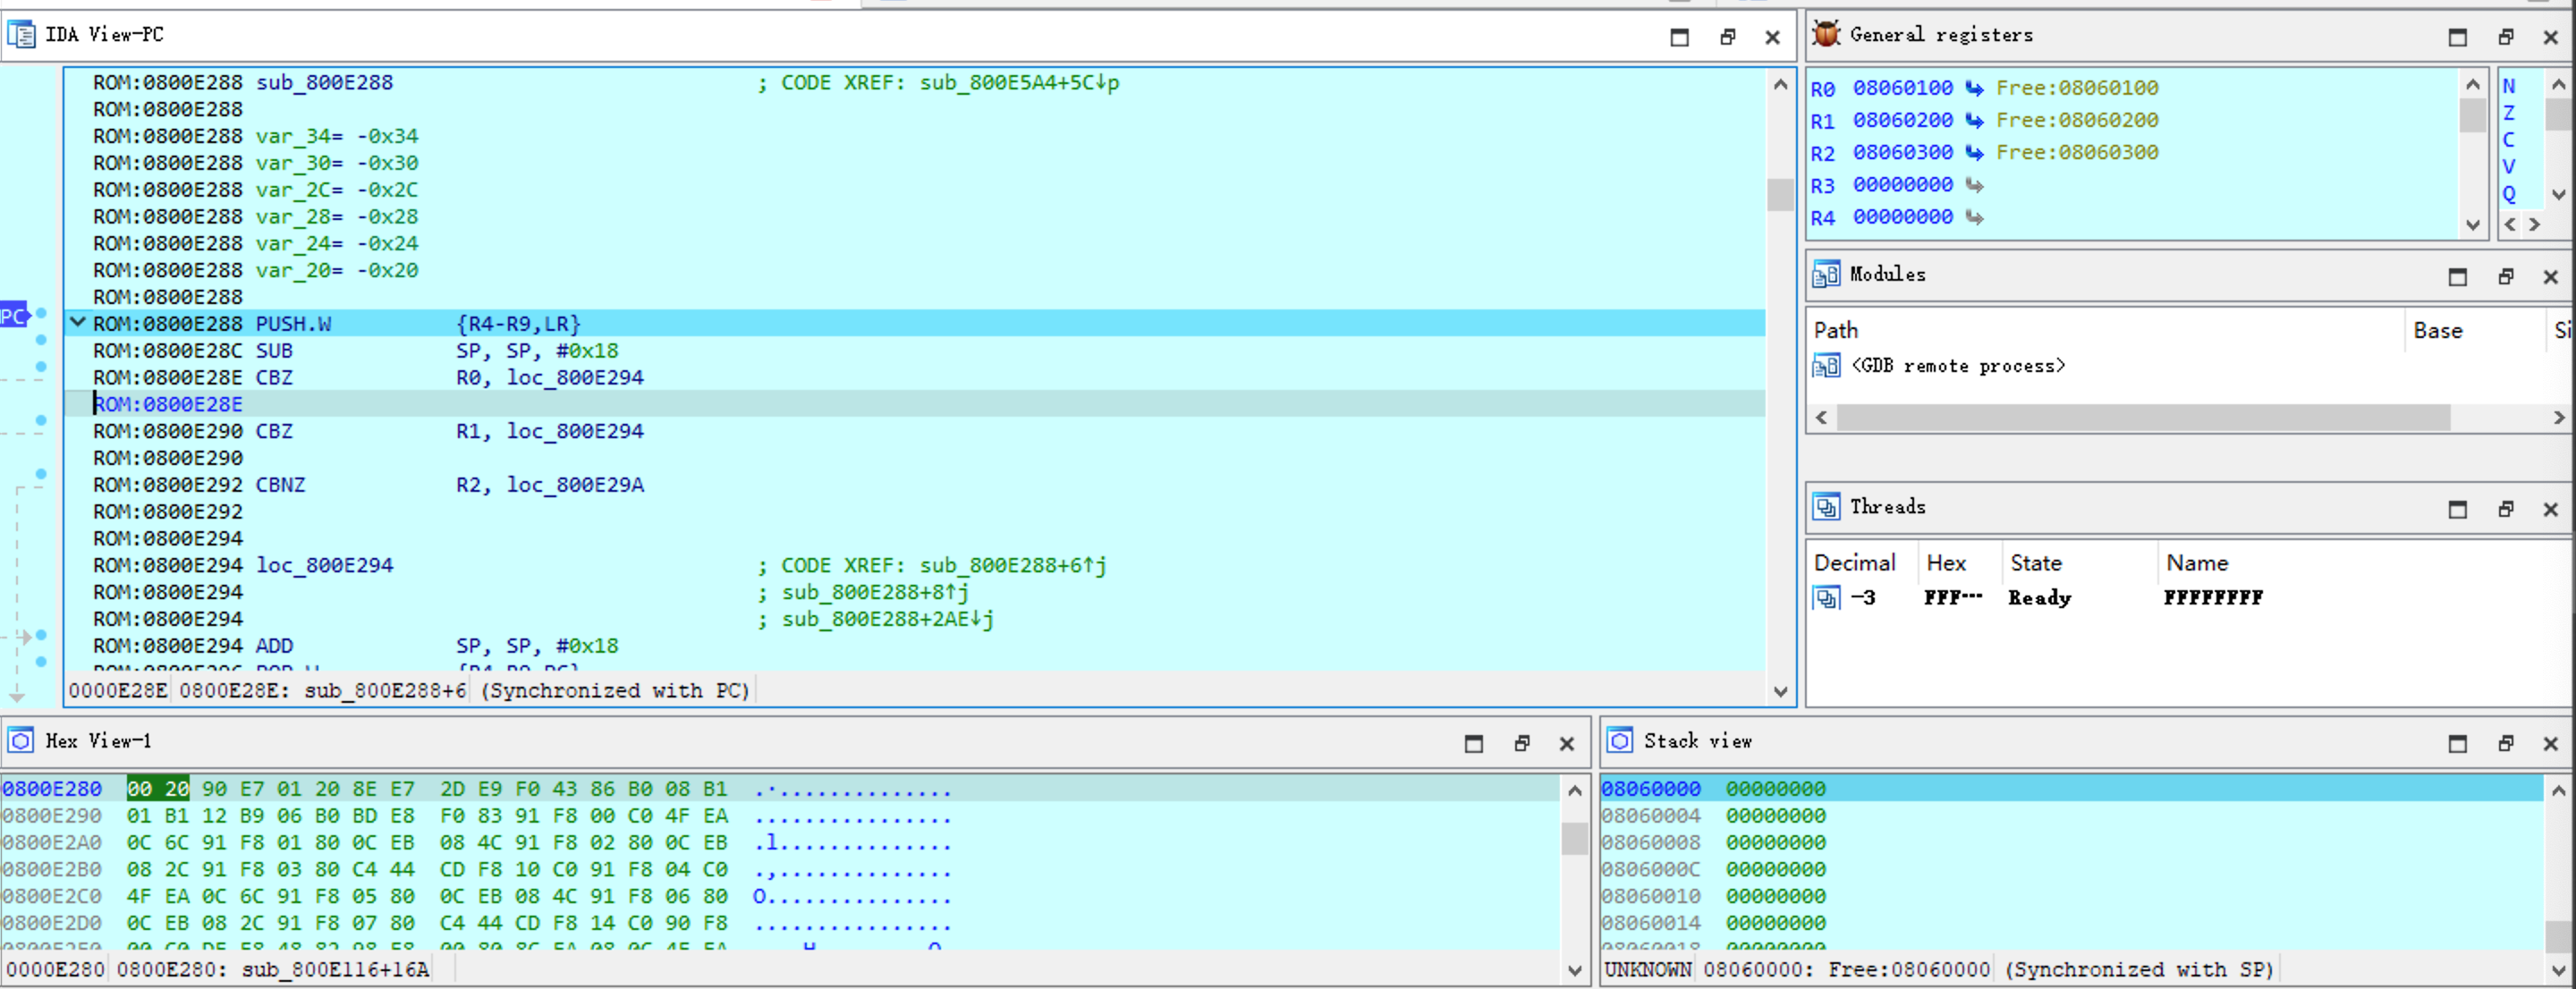 IDA View-PC
ROM:0800E288 sub_800E288 ; CODE XREF: sub_800E5A4+5C↓p
ROM:0800E288
ROM:0800E288 var_34= -0x34
ROM:0800E288 var_30= -0x30
ROM:0800E288 var_2C= -0x2C
ROM:0800E288 var_28= -0x28
ROM:0800E288 var_24= -0x24
ROM:0800E288 var_20= -0x20
ROM:0800E288
PC
ROM:0800E288 PUSH.W {R4-R9,LR}
ROM:0800E28C SUB SP, SP, #0x18
ROM:0800E28E CBZ R0, loc_800E294
ROM:0800E28E
ROM:0800E290 CBZ R1, loc_800E294
ROM:0800E290
ROM:0800E292 CBNZ R2, loc_800E29A
ROM:0800E292
ROM:0800E294
ROM:0800E294 loc_800E294 ; CODE XREF: sub_800E288+6↑j
ROM:0800E294 ; sub_800E288+8↑j
ROM:0800E294 ; sub_800E288+2AE↓j
ROM:0800E294 ADD SP, SP, #0x18
0000E28E 0800E28E: sub_800E288+6 (Synchronized with PC)
General registers
R0 08060100 Free:08060100
R1 08060200 Free:08060200
R2 08060300 Free:08060300
R3 00000000
R4 00000000
N
Z
C
V
Q
Modules
Path Base Si
<GDB remote process>
Threads
Decimal Hex State Name
-3 FFF… Ready FFFFFFFF
Hex View-1
0800E280 00 20 90 E7 01 20 8E E7 2D E9 F0 43 86 B0 08 B1 . ..............
0800E290 01 B1 12 B9 06 B0 BD E8 F0 83 91 F8 00 C0 4F EA ................
0800E2A0 0C 6C 91 F8 01 80 0C EB 08 4C 91 F8 02 80 0C EB .l..............
0800E2B0 08 2C 91 F8 03 80 C4 44 CD F8 10 C0 91 F8 04 C0 .,..............
0800E2C0 4F EA 0C 6C 91 F8 05 80 0C EB 08 4C 91 F8 06 80 O...............
0800E2D0 0C EB 08 2C 91 F8 07 80 C4 44 CD F8 14 C0 90 F8 ................
0000E280 0800E280: sub_800E116+16A
Stack view
08060000 00000000
08060004 00000000
08060008 00000000
0806000C 00000000
08060010 00000000
08060014 00000000
08060018 00000000
UNKNOWN 08060000: Free:08060000 (Synchronized with SP)